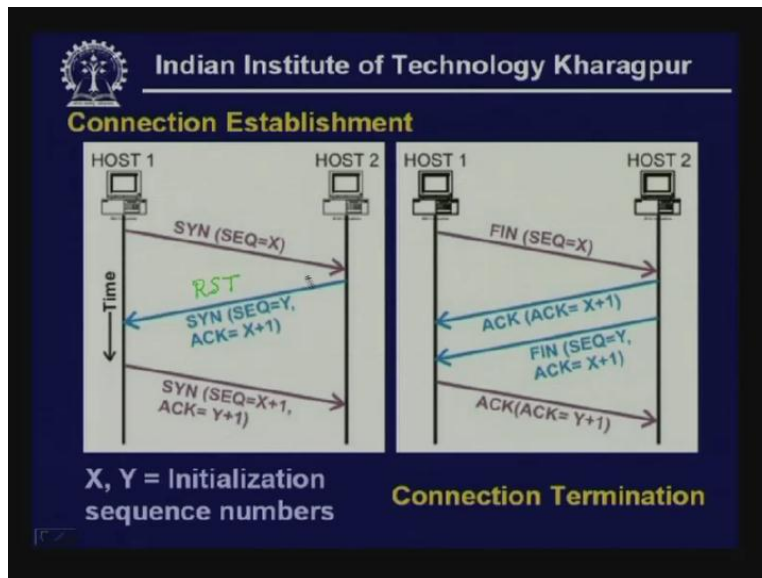 Indian Institute of Technology Kharagpur
Connection Establishment
HOST 1
HOST 2
SYN (SEQ=X)
RST
SYN (SEQ=Y,
ACK= X+1)
SYN (SEQ=X+1,
ACK= Y+1)
Time
X, Y = Initialization
sequence numbers
HOST 1
HOST 2
FIN (SEQ=X)
ACK (ACK= X+1)
FIN (SEQ=Y,
ACK= X+1)
ACK(ACK= Y+1)
Connection Termination